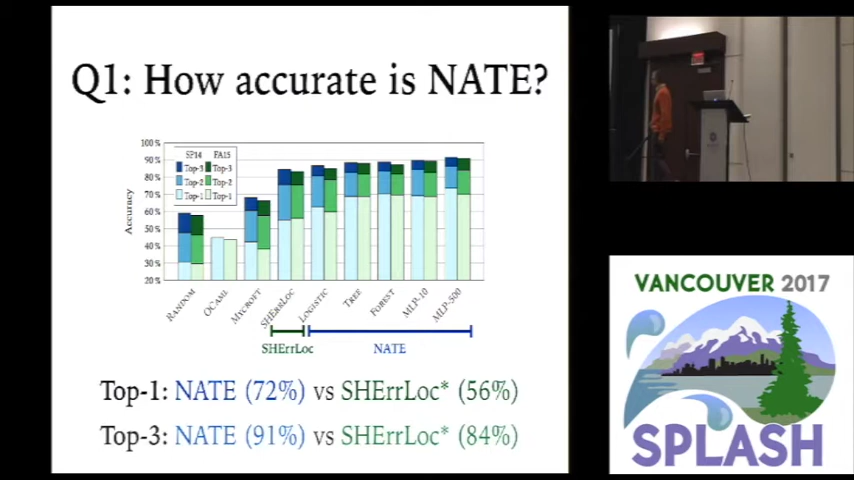 Q1: How accurate is NATE?
100%
90%
80%
70%
60%
50%
40%
30%
20%
Accuracy
SP14 FA15
Top-3 Top-3
Top-2 Top-2
Top-1 Top-1
RANDOM
OCAML
MYCROFT
SHERRLOC
LOGISTIC
TREE
FOREST
MLP-10
MLP-500
SHErrLoc NATE
Top-1: NATE (72%) vs SHErrLoc* (56%)
Top-3: NATE (91%) vs SHErrLoc* (84%)
VANCOUVER 2017
SPLASH